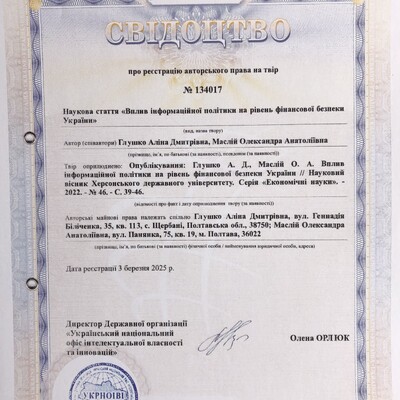 СВІДОЦТВО
про реєстрацію авторського права на твір
№ 134017
Наукова стаття «Вплив інформаційної політики на рівень фінансової безпеки
України»
(вид, назва твору)
Автор (співавтори) Глушко Аліна Дмитрівна, Маслій Олександра Анатоліївна
(прізвище, ім'я, по батькові (за наявності), псевдонім (за наявності))
Твір оприлюднено: Опублікування: Глушко А. Д., Маслій О. А. Вплив
інформаційної політики на рівень фінансової безпеки України // Науковий
вісник Херсонського державного університету. Серія «Економічні науки». -
2022. - № 46. - С. 39-46.
(відомості про факт і дату оприлюднення твору (за наявності))
Авторські майнові права належать спільно Глушко Аліна Дмитрівна, вул. Геннадія
Біліченка, 35, кв. 113, с. Щербані, Полтавська обл., 38750; Маслій Олександра
Анатоліївна, вул. Панянка, 75, кв. 19, м. Полтава, 36022
(прізвище, ім'я, по батькові (за наявності) фізичної особи / найменування юридичної особи, адреса)
Дата реєстрації 3 березня 2025 р.
Директор Державної організації
«Український національний
офіс інтелектуальної власності
та інновацій»
Олена ОРЛЮК
УКРНОІВІ